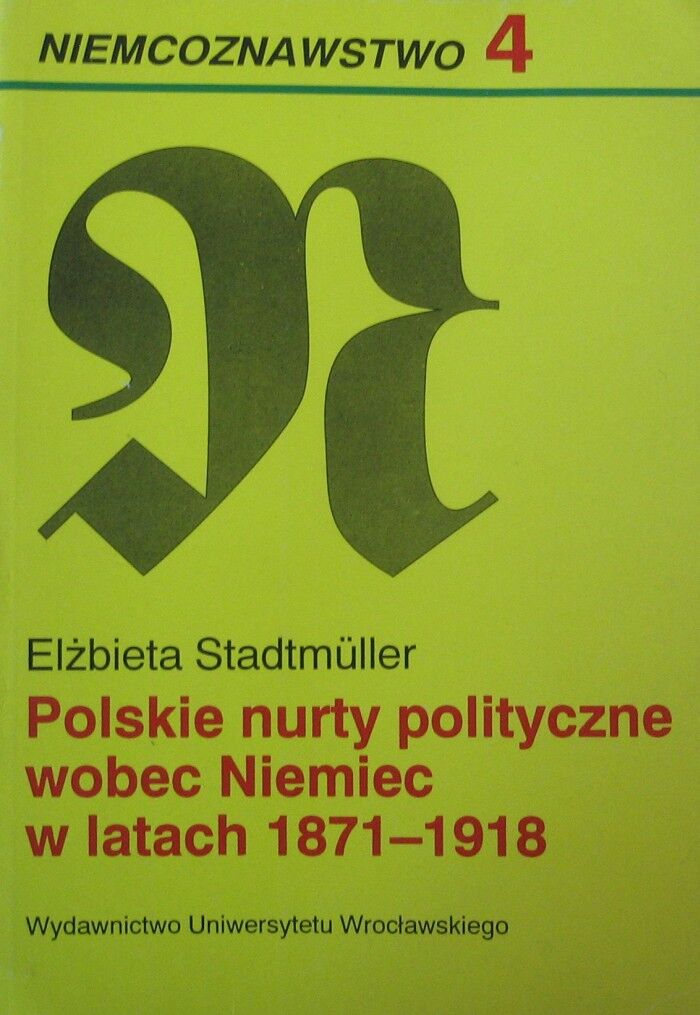 NIEMCOZNAWSTWO 4
N
Elżbieta Stadtmüller
Polskie nurty polityczne
wobec Niemiec
w latach 1871–1918
Wydawnictwo Uniwersytetu Wrocławskiego